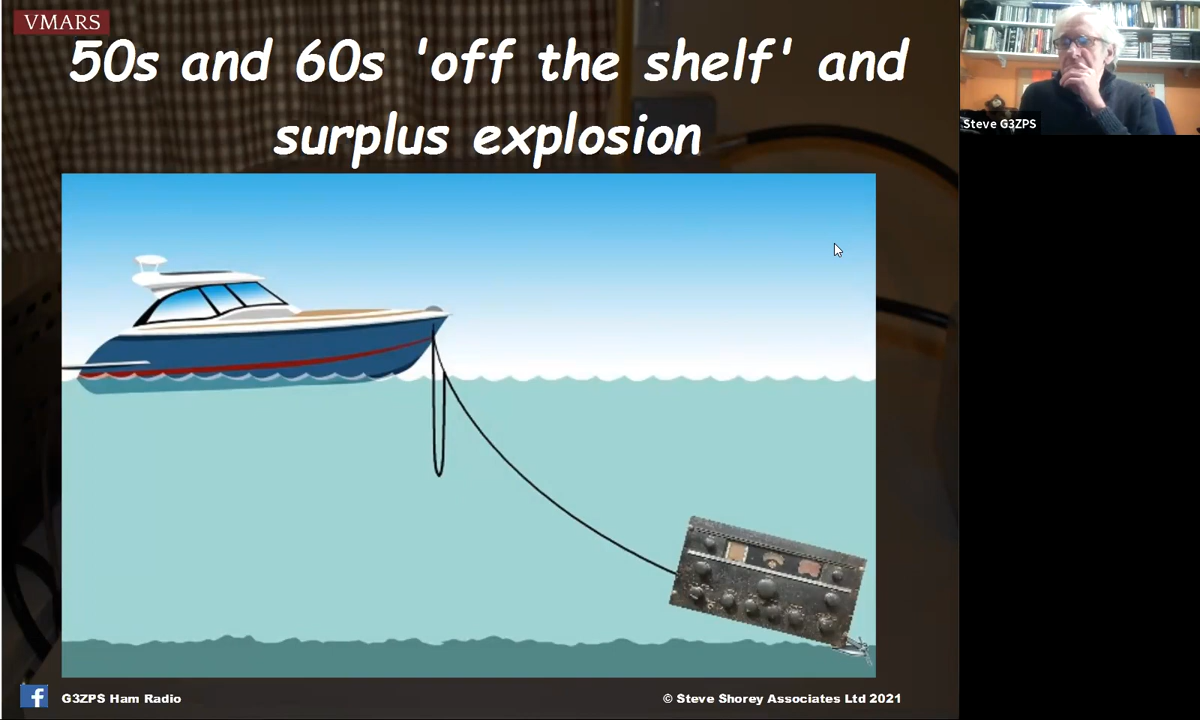 VMARS
50s and 60s 'off the shelf' and
surplus explosion
Steve G3ZPS
G3ZPS Ham Radio
© Steve Shorey Associates Ltd 2021